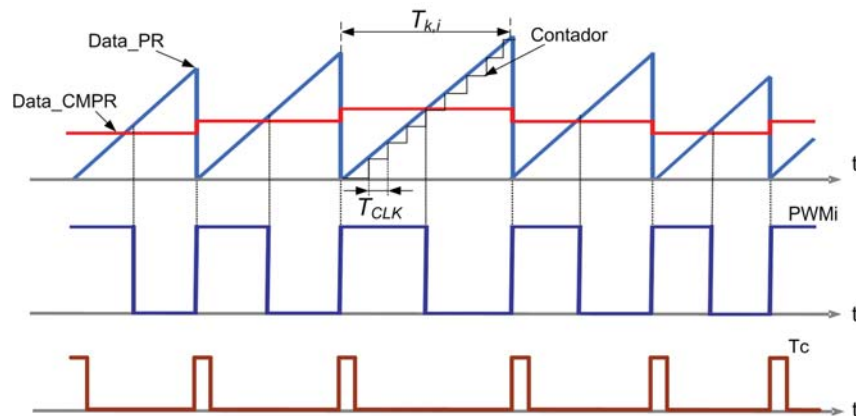 T_{k,i}
Data_PR
Contador
Data_CMPR
t
T_{CLK}
PWMi
t
Tc
t